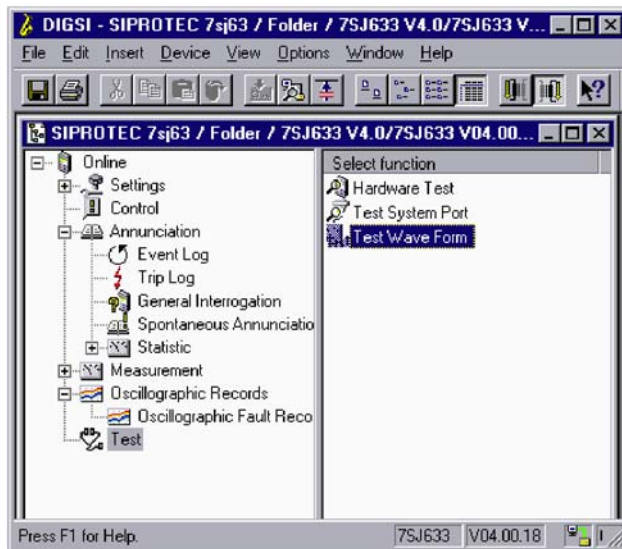 DIGSI - SIPROTEC 7sj63 / Folder / 7SJ633 V4.0/7SJ633 V...
File Edit Insert Device View Options Window Help
SIPROTEC 7sj63 / Folder / 7SJ633 V4.0/7SJ633 V04.00...
Online
Settings
Control
Annunciation
Event Log
Trip Log
General Interrogation
Spontaneous Annunciatio
Statistic
Measurement
Oscillographic Records
Oscillographic Fault Reco
Test
Select function
Hardware Test
Test System Port
Test Wave Form
Press F1 for Help.
7SJ633
V04.00.18